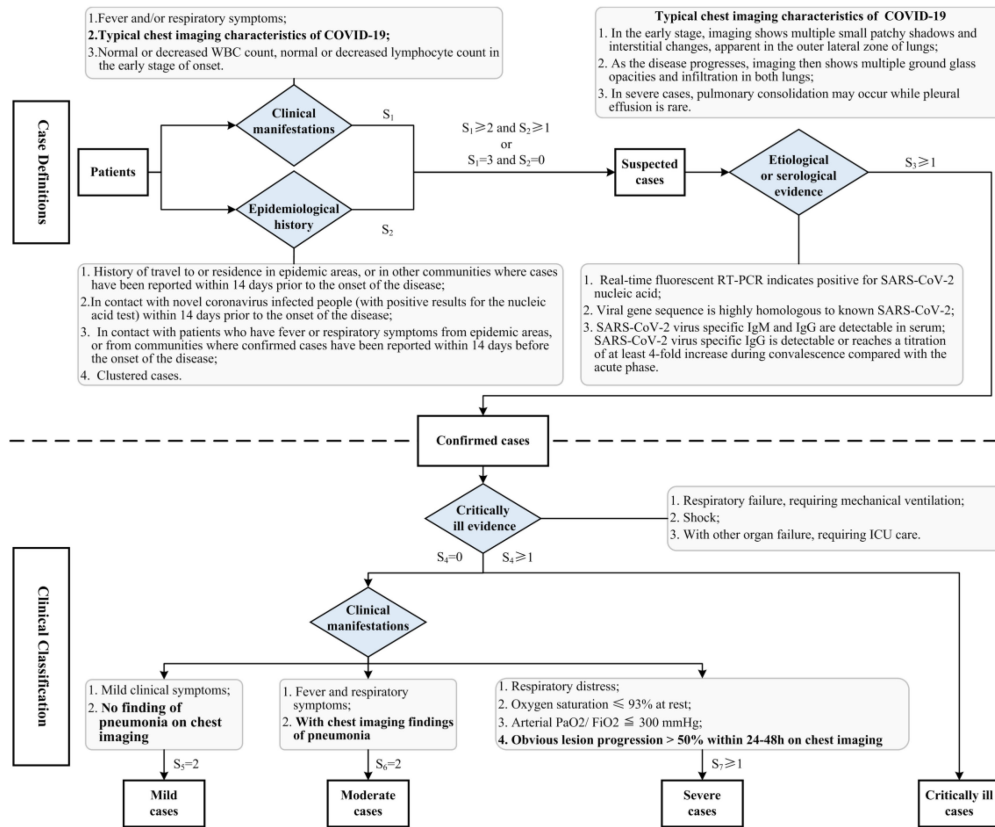 1.Fever and/or respiratory symptoms;
2.Typical chest imaging characteristics of COVID-19;
3.Normal or decreased WBC count, normal or decreased lymphocyte count in
the early stage of onset.
Typical chest imaging characteristics of COVID-19
1. In the early stage, imaging shows multiple small patchy shadows and
interstitial changes, apparent in the outer lateral zone of lungs;
2. As the disease progresses, imaging then shows multiple ground glass
opacities and infiltration in both lungs;
3. In severe cases, pulmonary consolidation may occur while pleural
effusion is rare.
Case Definitions
Patients
Clinical
manifestations
S1
Epidemiological
history
S2
S1≥2 and S2≥1
or
S1=3 and S2=0
Suspected
cases
Etiological
or serological
evidence
S3≥1
1. History of travel to or residence in epidemic areas, or in other communities where cases
have been reported within 14 days prior to the onset of the disease;
2.In contact with novel coronavirus infected people (with positive results for the nucleic
acid test) within 14 days prior to the onset of the disease;
3. In contact with patients who have fever or respiratory symptoms from epidemic areas,
or from communities where confirmed cases have been reported within 14 days before
the onset of the disease;
4. Clustered cases.
1. Real-time fluorescent RT-PCR indicates positive for SARS-CoV-2
nucleic acid;
2. Viral gene sequence is highly homologous to known SARS-CoV-2;
3. SARS-CoV-2 virus specific IgM and IgG are detectable in serum;
SARS-CoV-2 virus specific IgG is detectable or reaches a titration
of at least 4-fold increase during convalescence compared with the
acute phase.
Confirmed cases
Clinical Classification
Critically
ill evidence
1. Respiratory failure, requiring mechanical ventilation;
2. Shock;
3. With other organ failure, requiring ICU care.
S4=0
S4≥1
Clinical
manifestations
1. Mild clinical symptoms;
2. No finding of
pneumonia on chest
imaging
1. Fever and respiratory
symptoms;
2. With chest imaging findings
of pneumonia
1. Respiratory distress;
2. Oxygen saturation ≤ 93% at rest;
3. Arterial PaO2/ FiO2 ≦ 300 mmHg;
4. Obvious lesion progression > 50% within 24-48h on chest imaging
S5=2
S6=2
S7≥1
Mild
cases
Moderate
cases
Severe
cases
Critically ill
cases